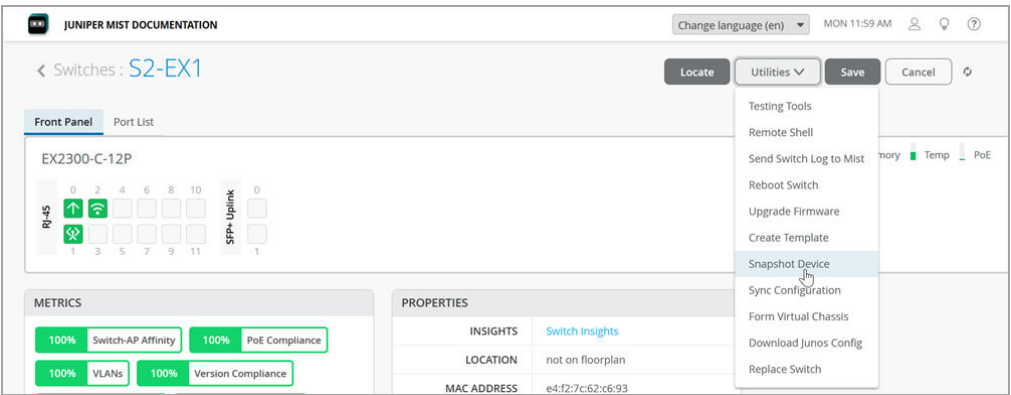 JUNIPER MIST DOCUMENTATION
Change language (en)
MON 11:59 AM
Switches : S2-EX1
Locate
Utilities
Save
Cancel
Front Panel
Port List
Testing Tools
Remote Shell
Send Switch Log to Mist
Reboot Switch
Upgrade Firmware
Create Template
Snapshot Device
Sync Configuration
Form Virtual Chassis
Download Junos Config
Replace Switch
EX2300-C-12P
mory
Temp
PoE
RJ-45
0 2 4 6 8 10
1 3 5 7 9 11
SFP+ Uplink
0
1
METRICS
100% Switch-AP Affinity
100% PoE Compliance
100% VLANs
100% Version Compliance
PROPERTIES
INSIGHTS Switch Insights
LOCATION not on floorplan
MAC ADDRESS e4:f2:7c:62:c6:93